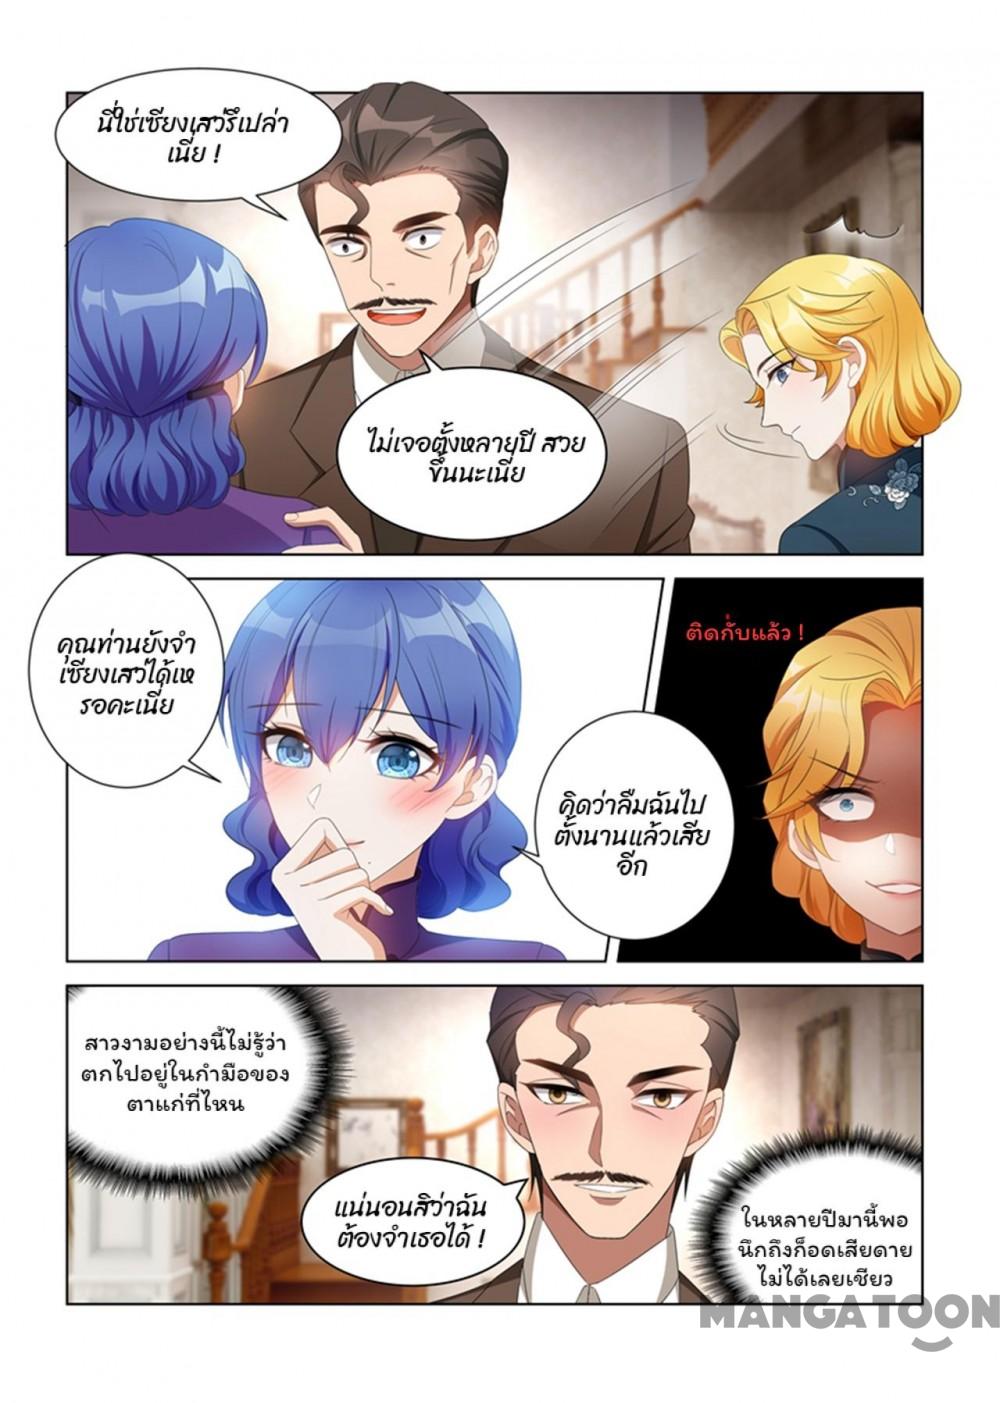 นี่ใช่เซียงเสวี่รึเปล่า
เนี่ย !
ไม่เจอตั้งหลายปี สวย
ขึ้นนะเนี่ย
คุณท่านยังจำ
เซียงเสวี่ได้เห
รอคะเนี่ย
ติดกับแล้ว !
คิดว่าลืมฉันไป
ตั้งนานแล้วเสีย
อีก
สาวงามอย่างนี้ไม่รู้ว่า
ตกไปอยู่ในกำมือของ
ตาแก่ที่ไหน
แน่นอนสิว่าฉัน
ต้องจำเธอได้ !
ในหลายปีมานี้พอ
นึกถึงก็อดเสียดาย
ไม่ได้เลยเชียว
MANGATOON